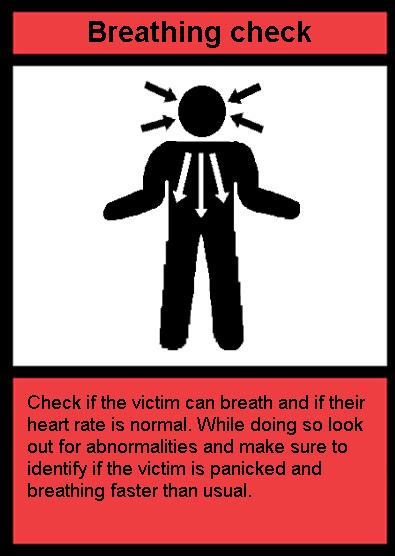 Breathing check
Check if the victim can breath and if their
heart rate is normal. While doing so look
out for abnormalities and make sure to
identify if the victim is panicked and
breathing faster than usual.